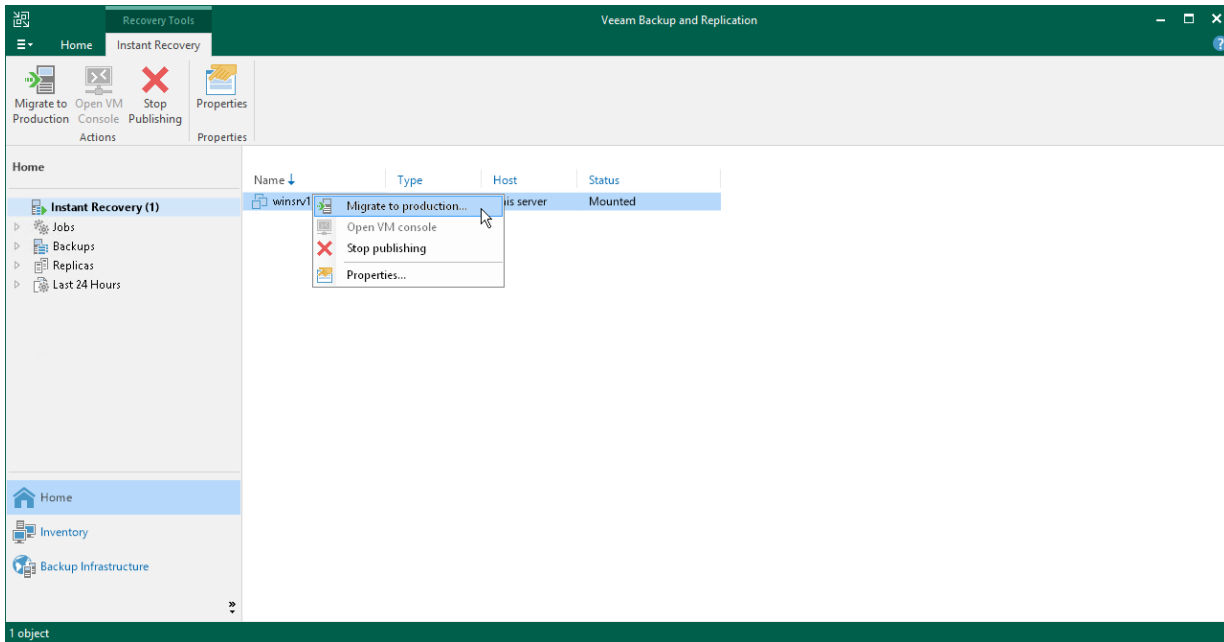 Recovery Tools
Veeam Backup and Replication
Home Instant Recovery
Migrate to Production
Open VM Console
Stop Publishing
Properties
Actions
Properties
Home
Instant Recovery (1)
Jobs
Backups
Replicas
Last 24 Hours
Home
Inventory
Backup Infrastructure
Name Type Host Status
winsrv1 server Mounted
Migrate to production...
Open VM console
Stop publishing
Properties...
1 object